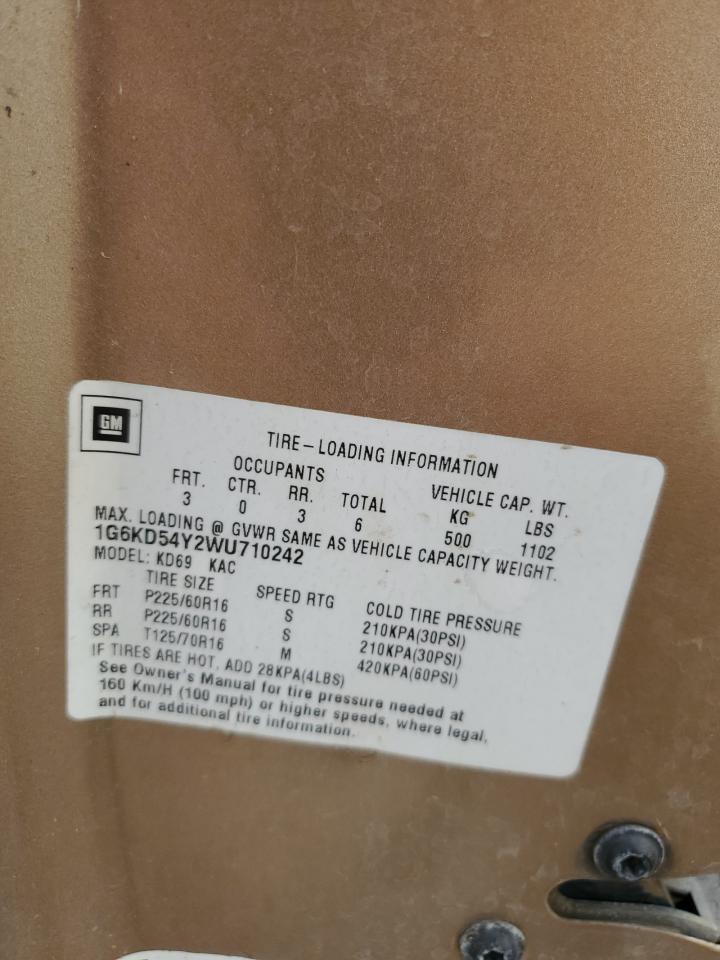 GM
TIRE–LOADING INFORMATION
OCCUPANTS VEHICLE CAP. WT.
FRT. CTR. RR. TOTAL KG LBS
3 0 3 6 500 1102
MAX. LOADING @ GVWR SAME AS VEHICLE CAPACITY WEIGHT.
1G6KD54Y2WU710242
MODEL: KD69 KAC
TIRE SIZE SPEED RTG COLD TIRE PRESSURE
FRT P225/60R16 S 210KPA(30PSI)
RR P225/60R16 S 210KPA(30PSI)
SPA T125/70R16 M 420KPA(60PSI)
IF TIRES ARE HOT, ADD 28KPA(4LBS)
See Owner's Manual for tire pressure needed at
160 Km/H (100 mph) or higher speeds, where legal,
and for additional tire information.